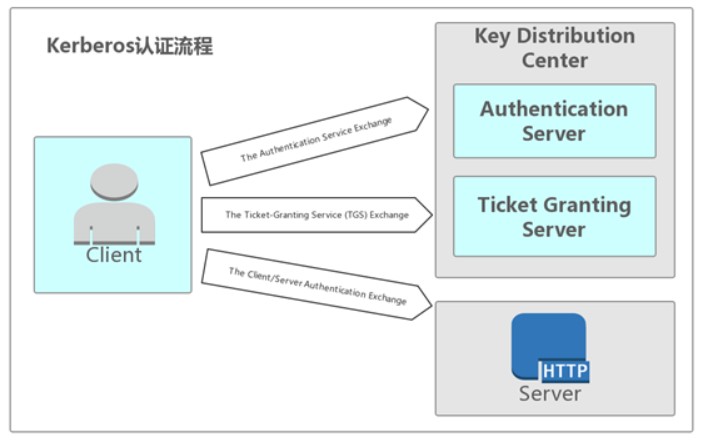 Kerberos认证流程
Key Distribution
Center
Authentication
Server
The Authentication Service Exchange
Ticket Granting
Server
The Ticket-Granting Service (TGS) Exchange
Client
The Client/Server Authentication Exchange
HTTP
Server